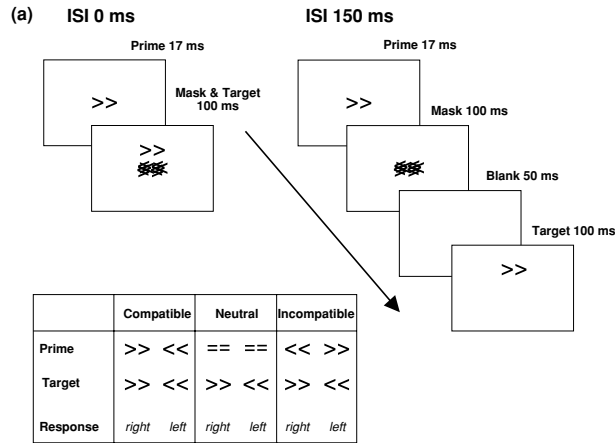 (a) ISI 0 ms ISI 150 ms
Prime 17 ms Prime 17 ms
>> >>
Mask & Target
100 ms
Mask 100 ms
>>
Blank 50 ms
Target 100 ms
>>
Compatible Neutral Incompatible
Prime >> << == == << >>
Target >> << >> << >> <<
Response right left right left right left